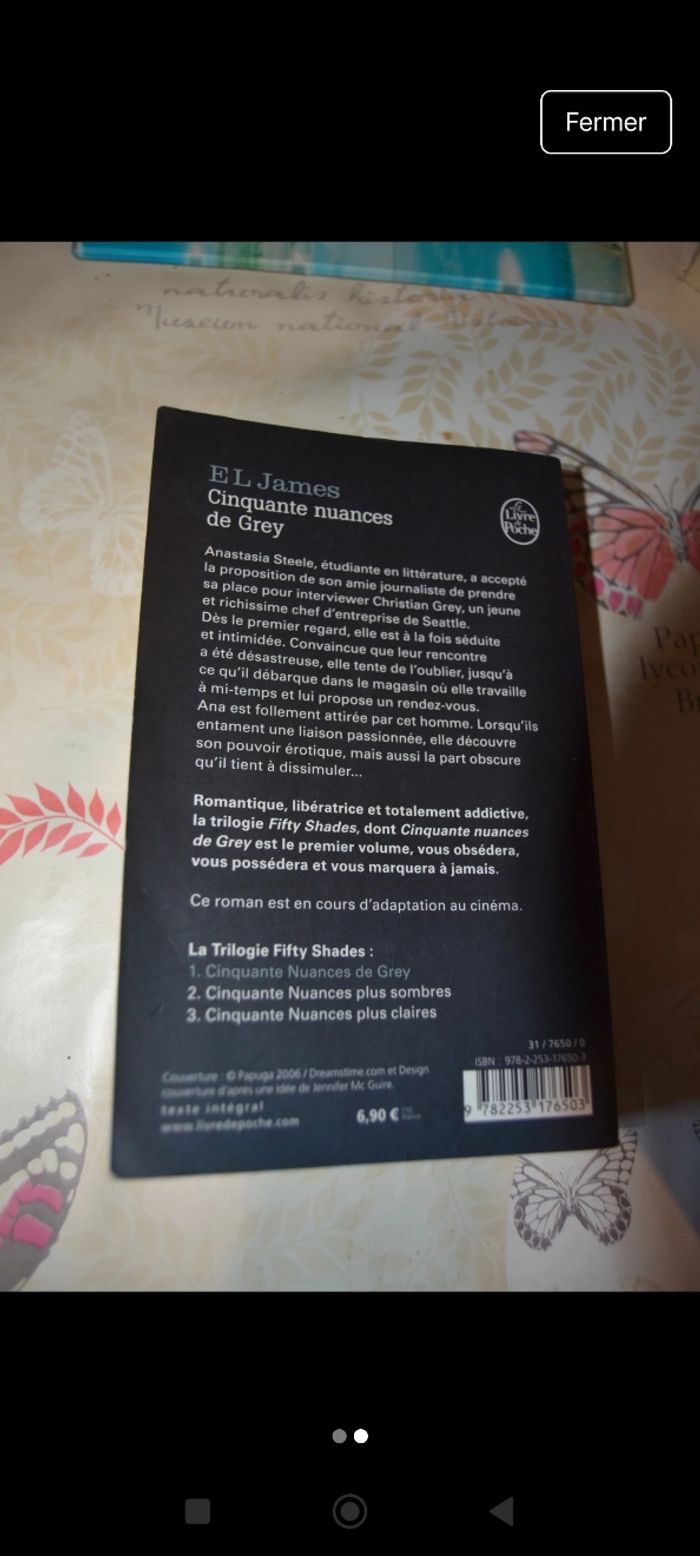 Fermer
naturalis historia
Museum national
E L James
Cinquante nuances
de Grey
Le
Livre
de
Poche
Anastasia Steele, étudiante en littérature, a accepté
la proposition de son amie journaliste de prendre
sa place pour interviewer Christian Grey, un jeune
et richissime chef d'entreprise de Seattle.
Dès le premier regard, elle est à la fois séduite
et intimidée. Convaincue que leur rencontre
a été désastreuse, elle tente de l'oublier, jusqu'à
ce qu'il débarque dans le magasin où elle travaille
à mi-temps et lui propose un rendez-vous.
Ana est follement attirée par cet homme. Lorsqu'ils
entament une liaison passionnée, elle découvre
son pouvoir érotique, mais aussi la part obscure
qu'il tient à dissimuler...
Romantique, libératrice et totalement addictive,
la trilogie Fifty Shades, dont Cinquante nuances
de Grey est le premier volume, vous obsédera,
vous possédera et vous marquera à jamais.
Ce roman est en cours d'adaptation au cinéma.
La Trilogie Fifty Shades :
1. Cinquante Nuances de Grey
2. Cinquante Nuances plus sombres
3. Cinquante Nuances plus claires
31 / 7650 / 0
ISBN : 978-2-253-17650-3
Couverture : © Papuga 2006 / Dreamstime.com et Design
couverture d'après une idée de Jennifer Mc Guire.
texte intégral
www.livredepoche.com
6,90 € TTC
France
9 782253 176503
Pap
lyco
Br